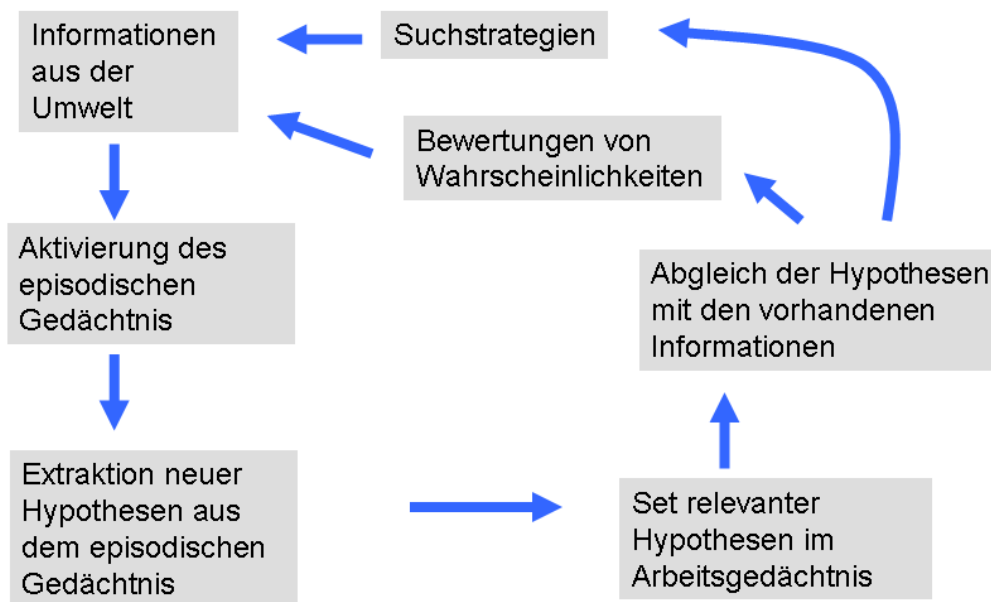 Informationen
aus der
Umwelt
Suchstrategien
Bewertungen von
Wahrscheinlichkeiten
Aktivierung des
episodischen
Gedächtnis
Abgleich der Hypothesen
mit den vorhandenen
Informationen
Extraktion neuer
Hypothesen aus
dem episodischen
Gedächtnis
Set relevanter
Hypothesen im
Arbeitsgedächtnis